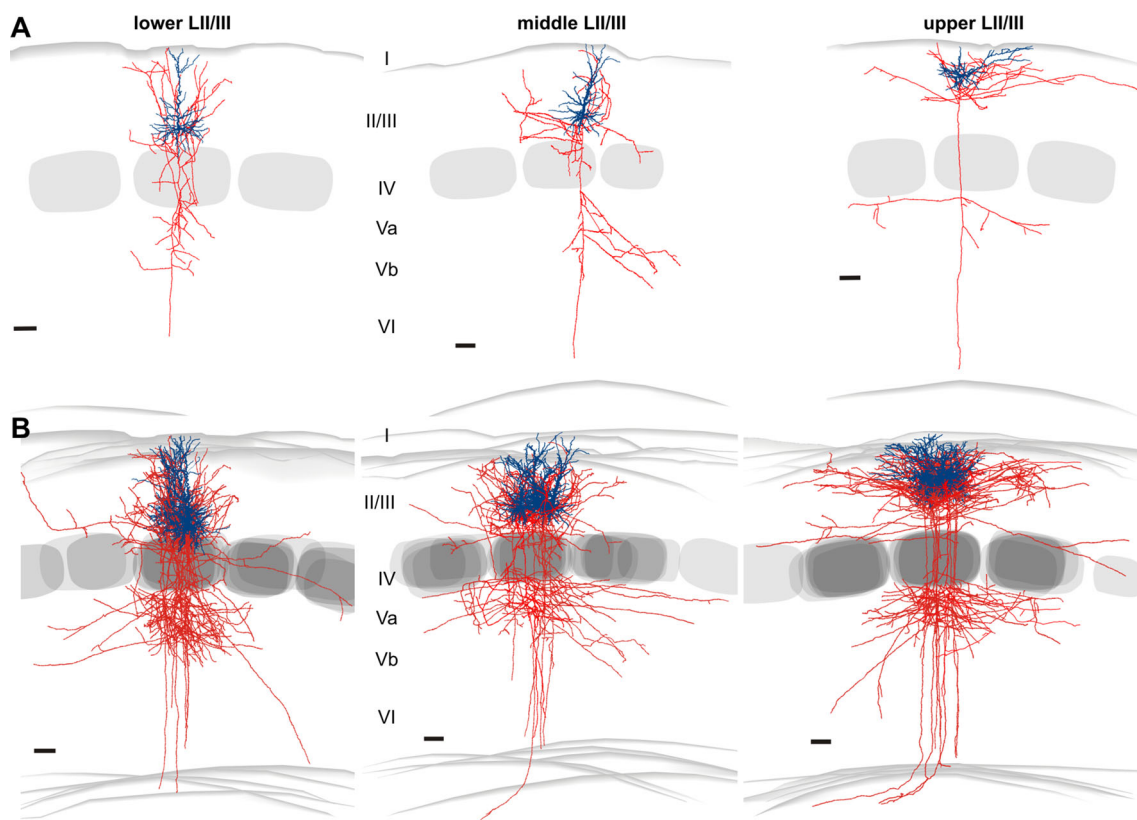 A
lower LII/III
middle LII/III
upper LII/III
I
II/III
IV
Va
Vb
VI
B
I
II/III
IV
Va
Vb
VI